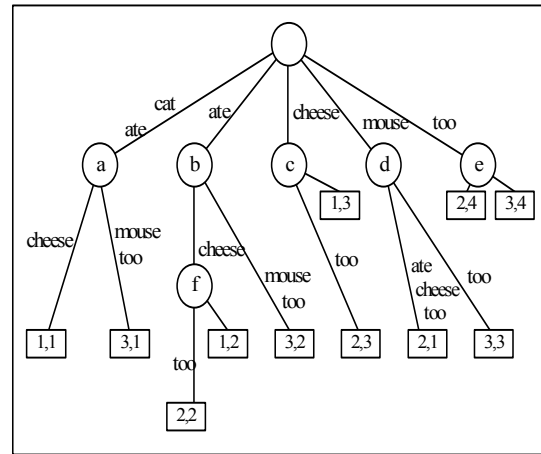 cat
ate
ate
cheese
mouse
too
a
b
c
d
e
1,3
2,4
3,4
cheese
mouse
too
cheese
mouse
too
too
ate
cheese
too
too
f
1,1
3,1
1,2
3,2
2,3
2,1
3,3
too
2,2